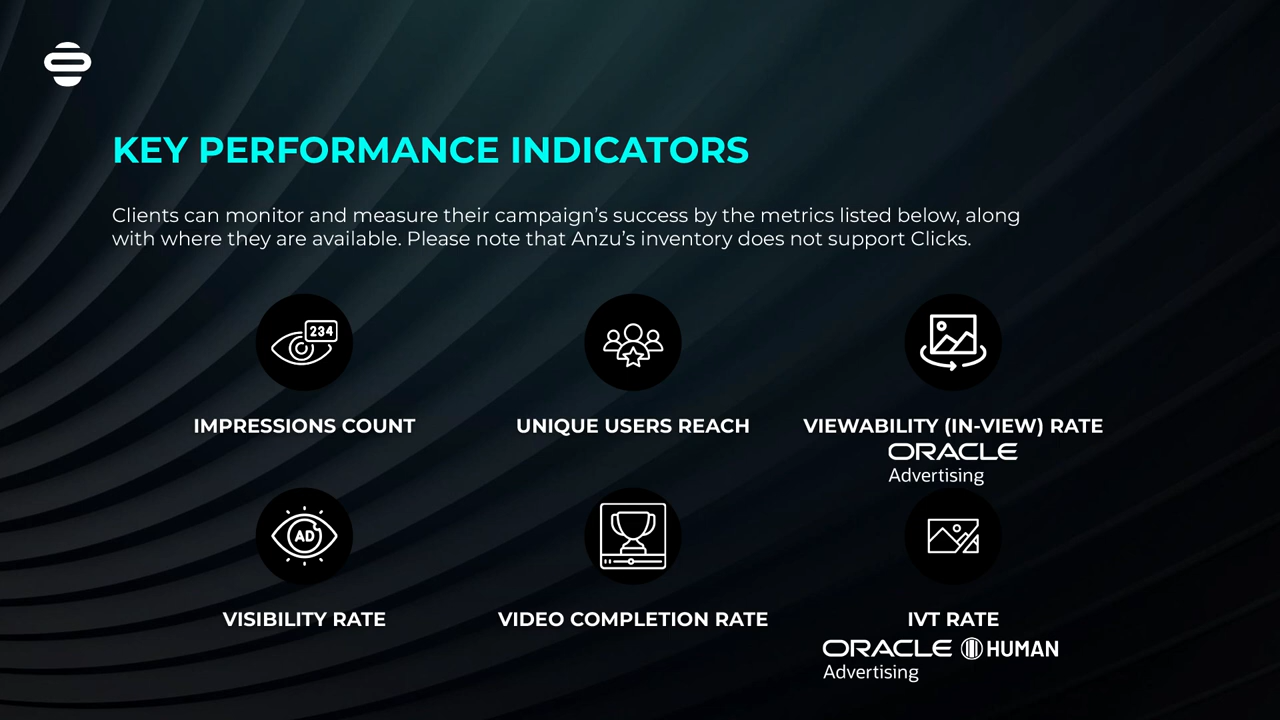 KEY PERFORMANCE INDICATORS
Clients can monitor and measure their campaign’s success by the metrics listed below, along
with where they are available. Please note that Anzu’s inventory does not support Clicks.
234
IMPRESSIONS COUNT
UNIQUE USERS REACH
VIEWABILITY (IN-VIEW) RATE
ORACLE
Advertising
AD
VISIBILITY RATE
VIDEO COMPLETION RATE
IVT RATE
ORACLE HUMAN
Advertising